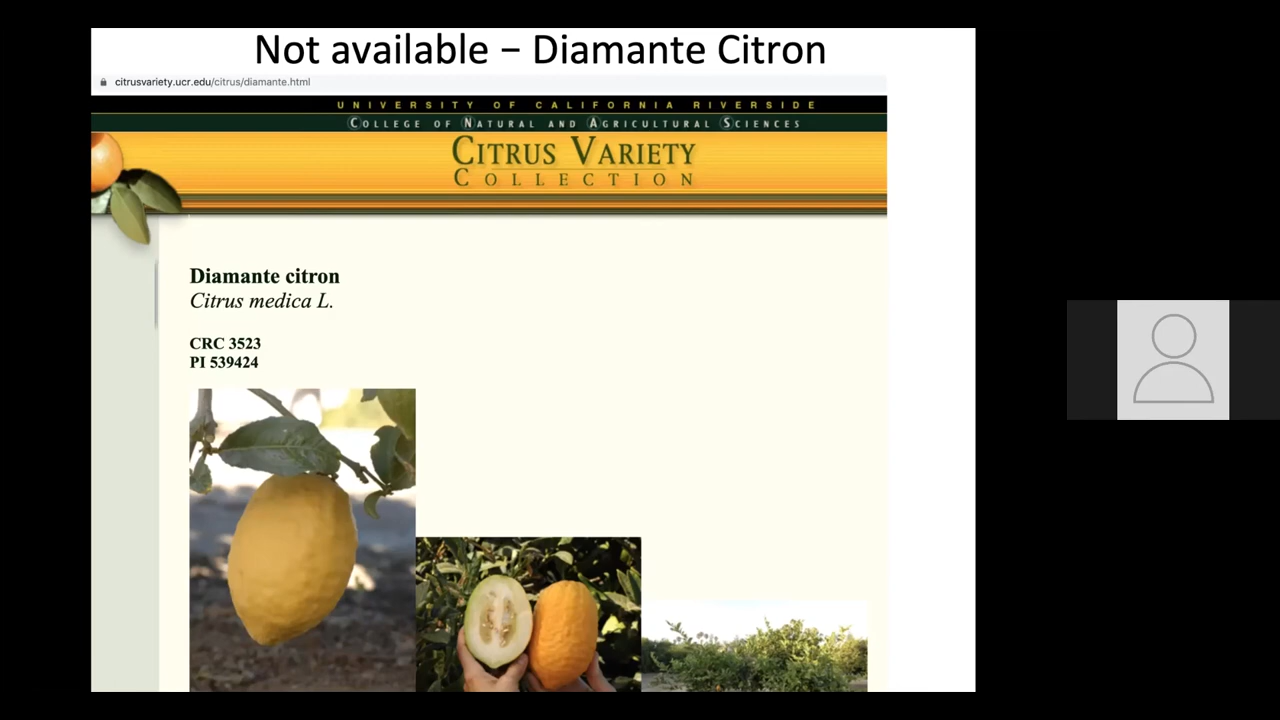 Not available – Diamante Citron
citrusvariety.ucr.edu/citrus/diamante.html
UNIVERSITY OF CALIFORNIA RIVERSIDE
COLLEGE OF NATURAL AND AGRICULTURAL SCIENCES
CITRUS VARIETY
COLLECTION
Diamante citron
Citrus medica L.
CRC 3523
PI 539424